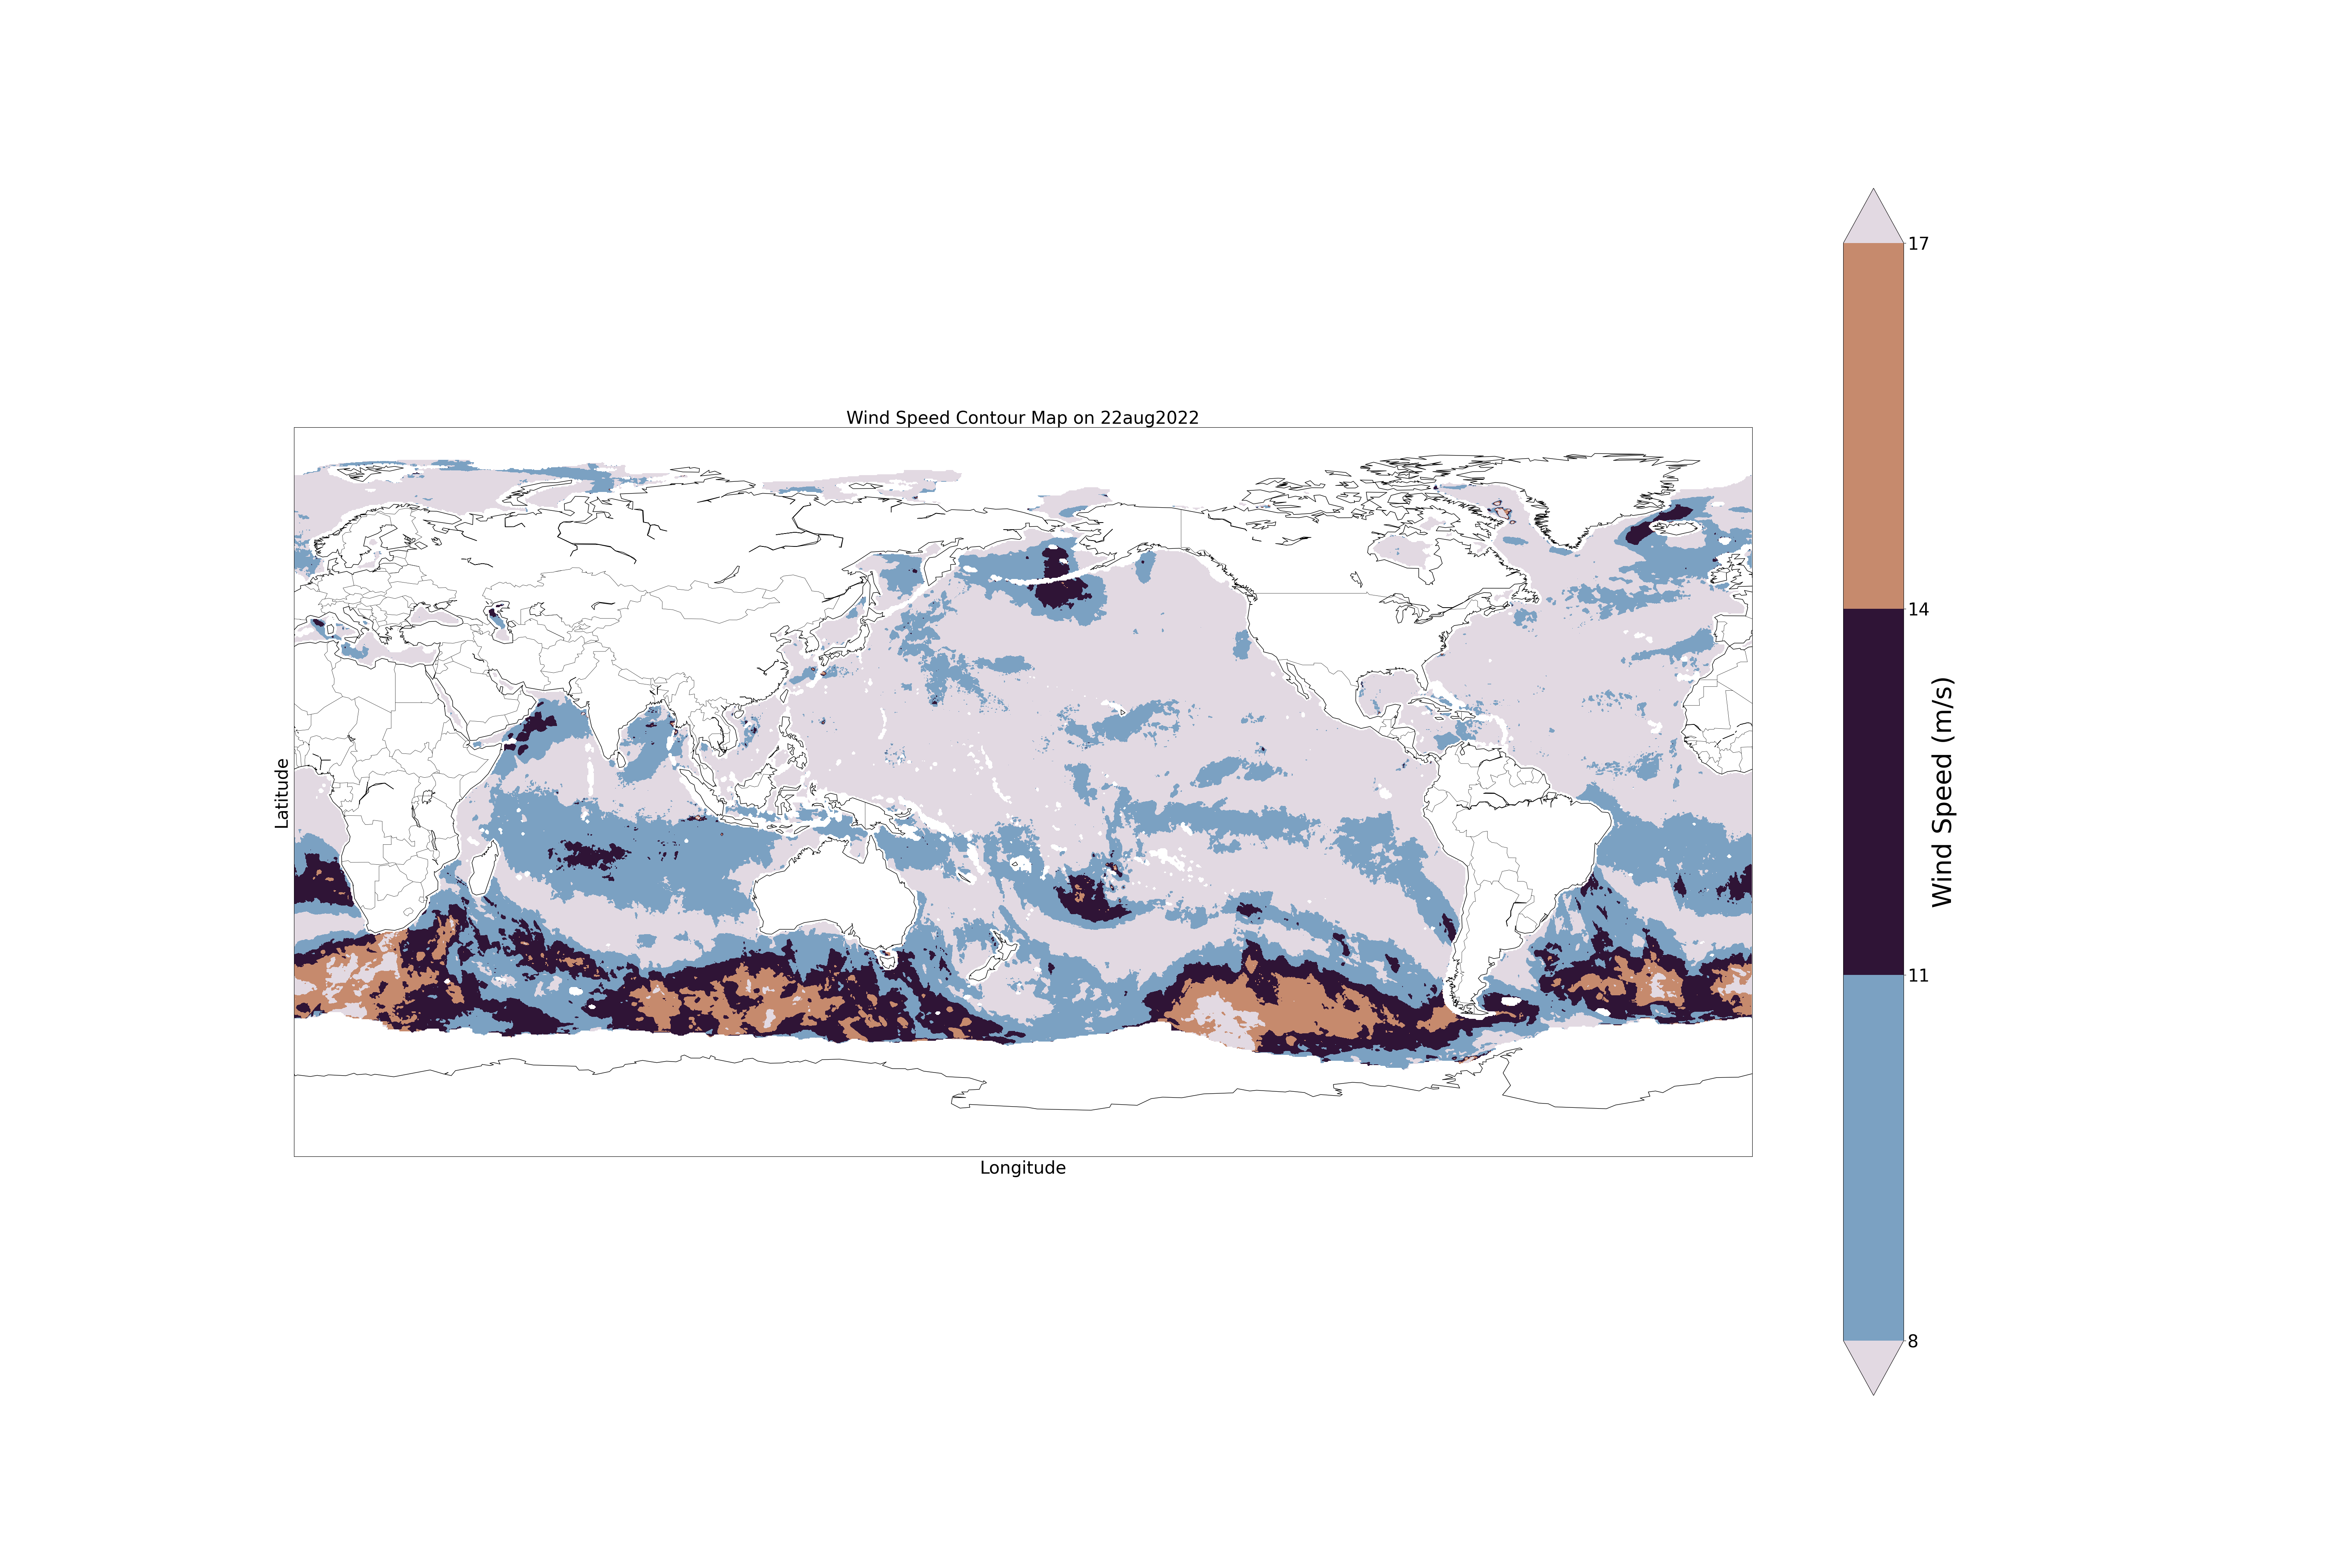 Wind Speed Contour Map on 22aug2022
Latitude
Longitude
17
14
11
8
Wind Speed (m/s)